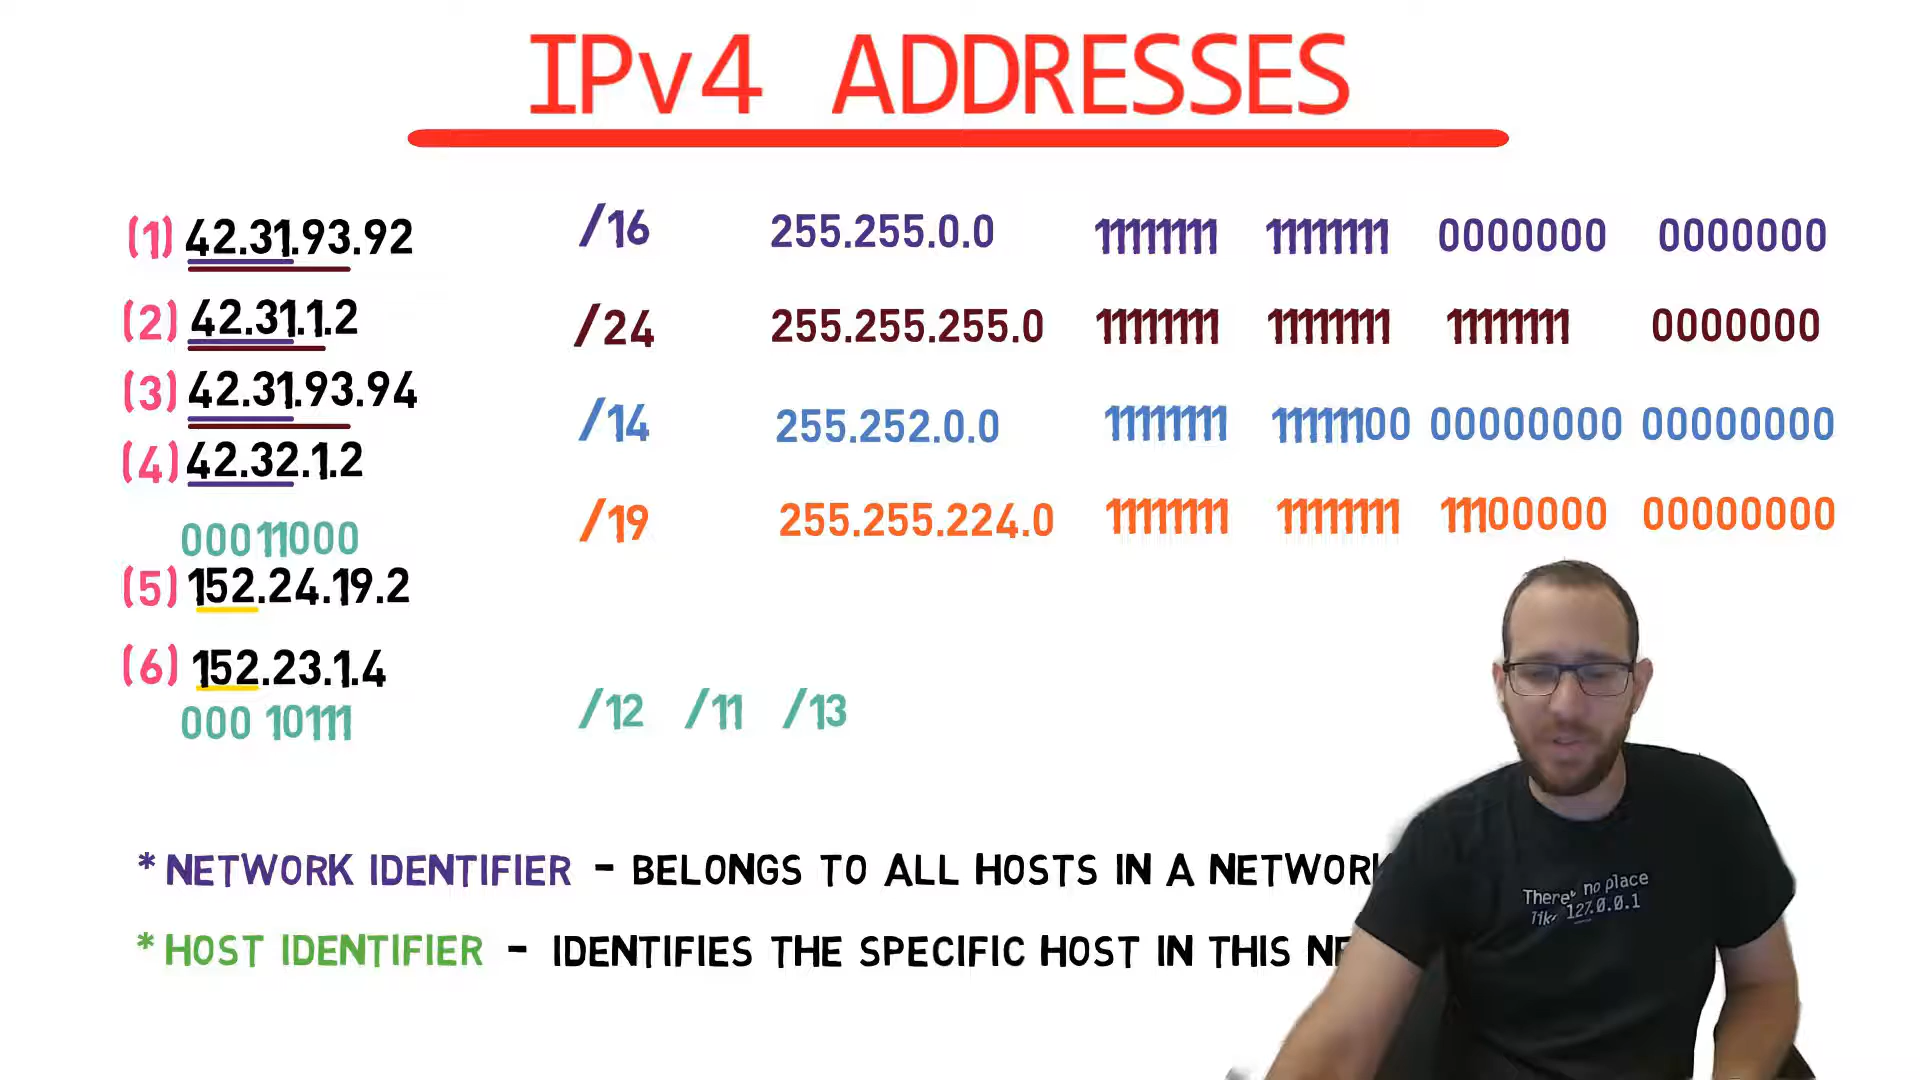 IPv4 ADDRESSES
(1) 42.31.93.92 /16 255.255.0.0 11111111 11111111 0000000 0000000
(2) 42.31.1.2 /24 255.255.255.0 11111111 11111111 11111111 0000000
(3) 42.31.93.94 /14 255.252.0.0 11111111 11111100 00000000 00000000
(4) 42.32.1.2
00011000 /19 255.255.224.0 11111111 11111111 11100000 00000000
(5) 152.24.19.2
(6) 152.23.1.4
000 10111 /12 /11 /13
* NETWORK IDENTIFIER - BELONGS TO ALL HOSTS IN A NETWORK
* HOST IDENTIFIER - IDENTIFIES THE SPECIFIC HOST IN THIS NE
There's no place
like 127.0.0.1